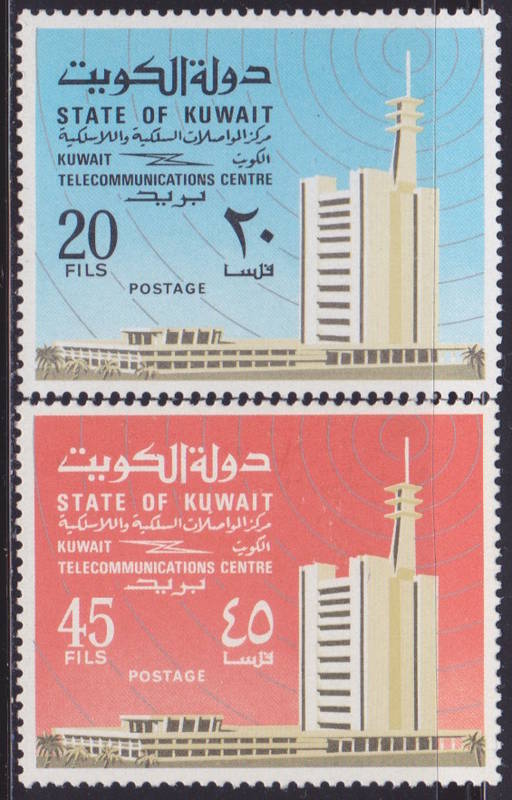 دولة الكويت
STATE OF KUWAIT
مركز المواصلات السلكية واللاسلكية
KUWAIT الكويت
TELECOMMUNICATIONS CENTRE
بريد
20 ٢٠
FILS فلسا
POSTAGE
دولة الكويت
STATE OF KUWAIT
مركز المواصلات السلكية واللاسلكية
KUWAIT الكويت
TELECOMMUNICATIONS CENTRE
بريد
45 ٤٥
FILS فلسا
POSTAGE